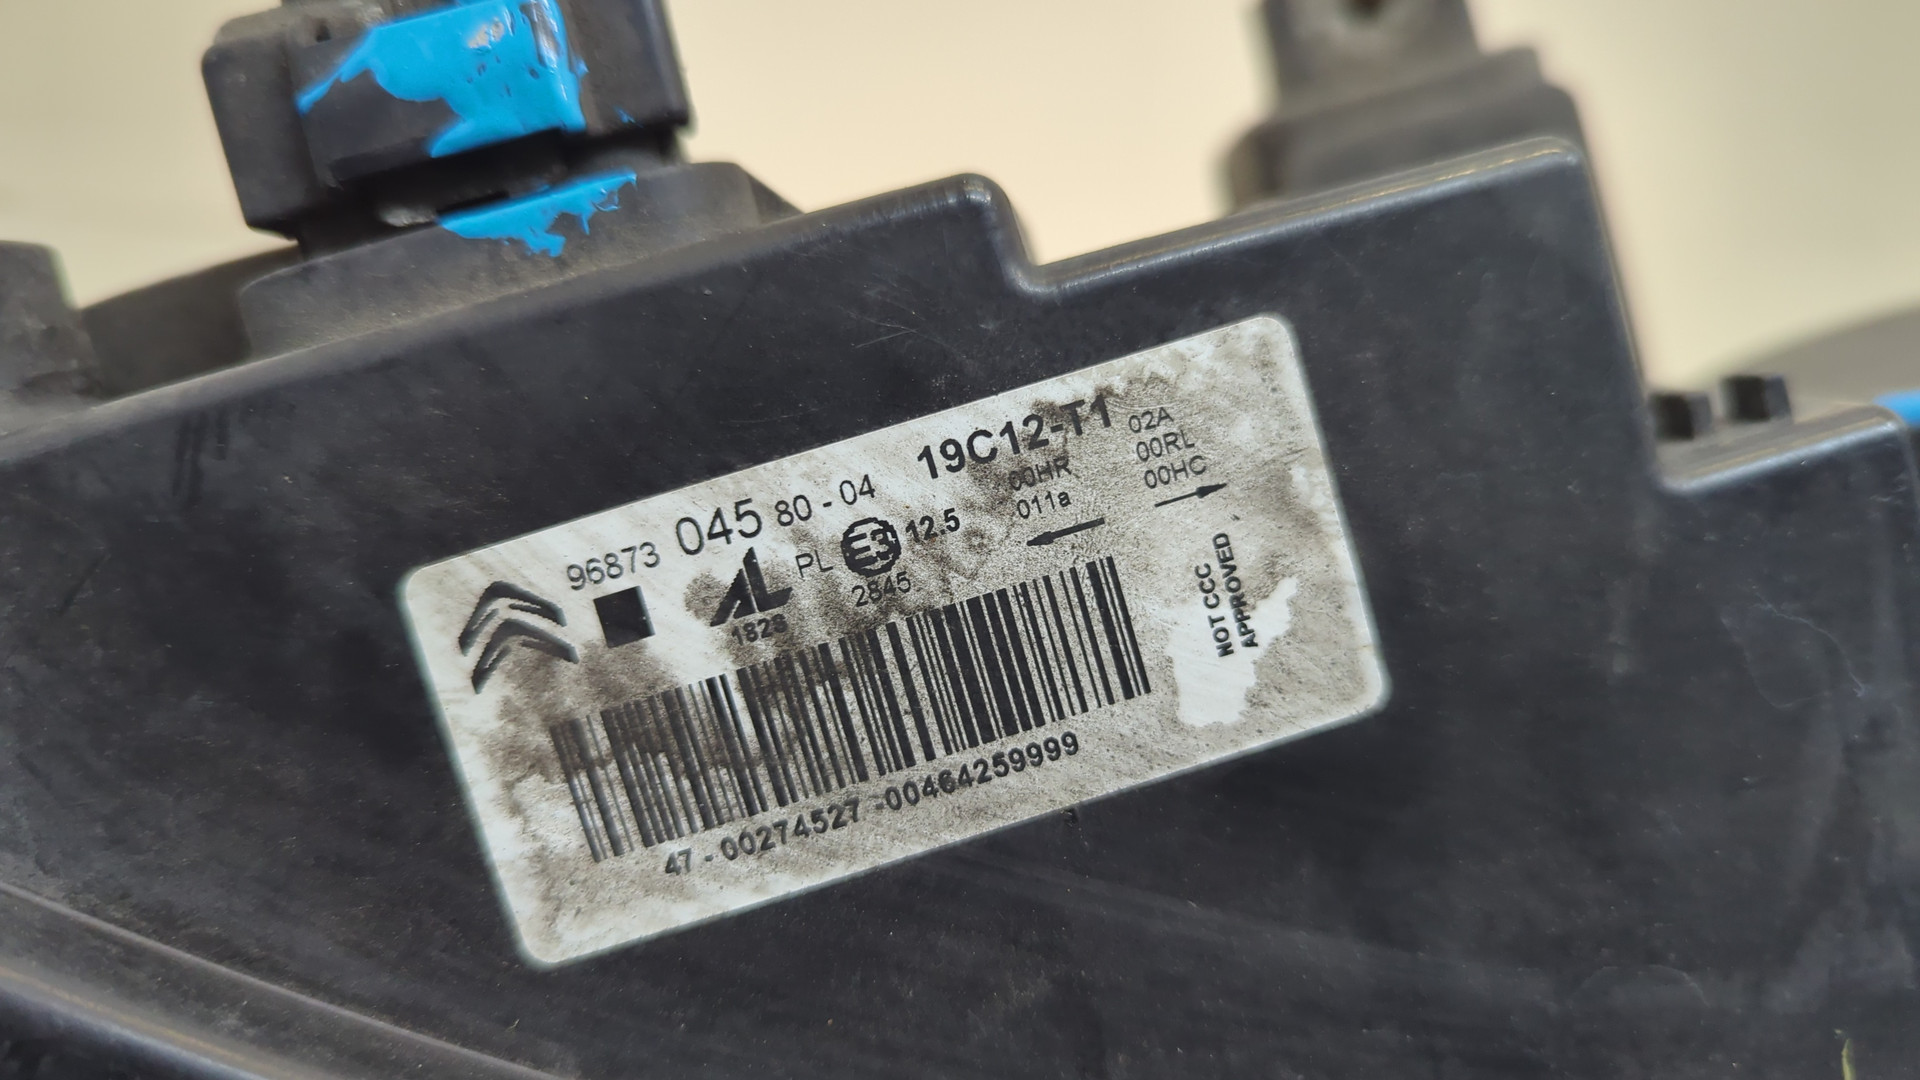 96873 045 80 - 04 19C12-T1
02A
00HR 00RL
011a 00HC
AL PL E3 12.5
1828 2845
NOT CCC
APPROVED
47 - 00274527 - 00464259999